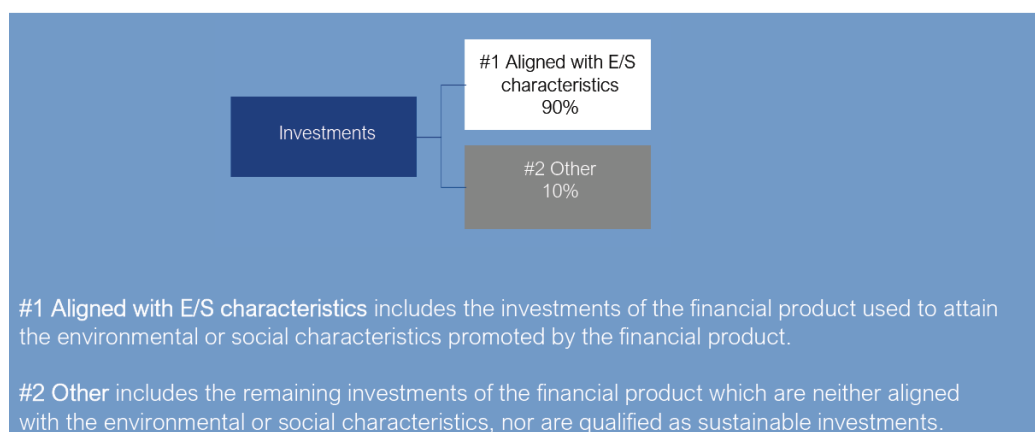 #1 Aligned with E/S
characteristics
90%
Investments
#2 Other
10%
#1 Aligned with E/S characteristics includes the investments of the financial product used to attain
the environmental or social characteristics promoted by the financial product.
#2 Other includes the remaining investments of the financial product which are neither aligned
with the environmental or social characteristics, nor are qualified as sustainable investments.